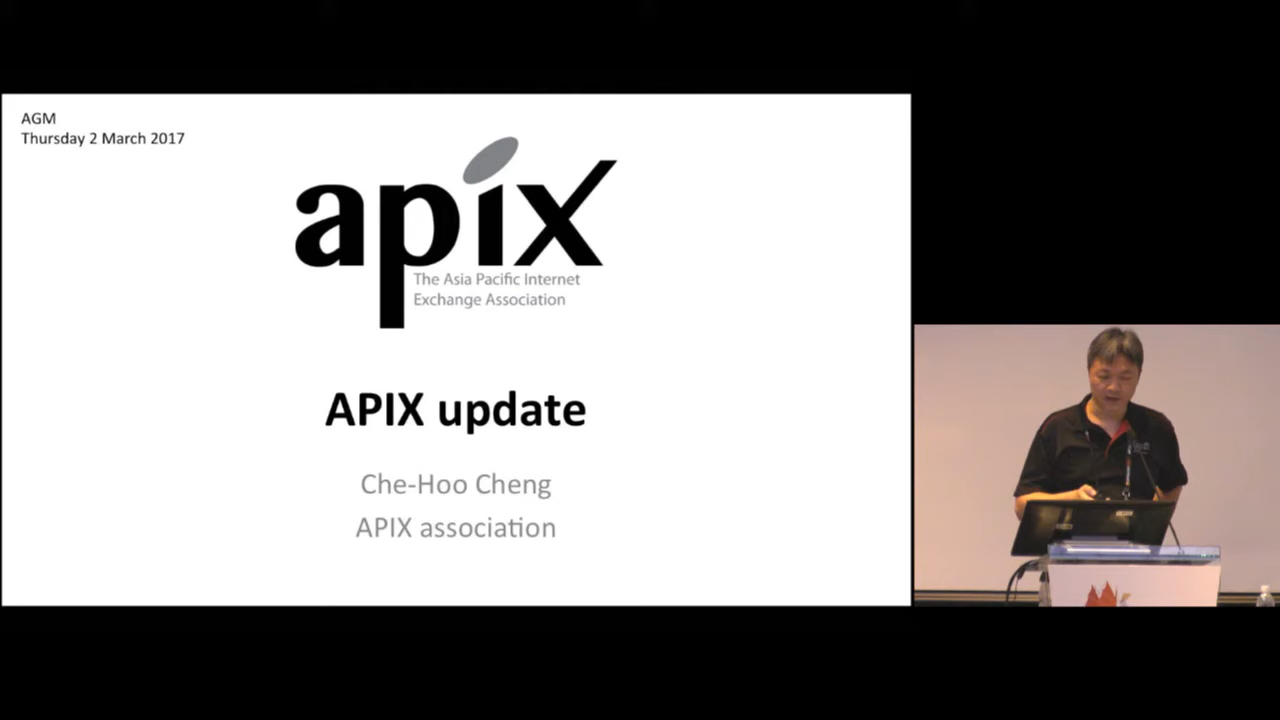 AGM
Thursday 2 March 2017
apix
The Asia Pacific Internet
Exchange Association
APIX update
Che-Hoo Cheng
APIX association